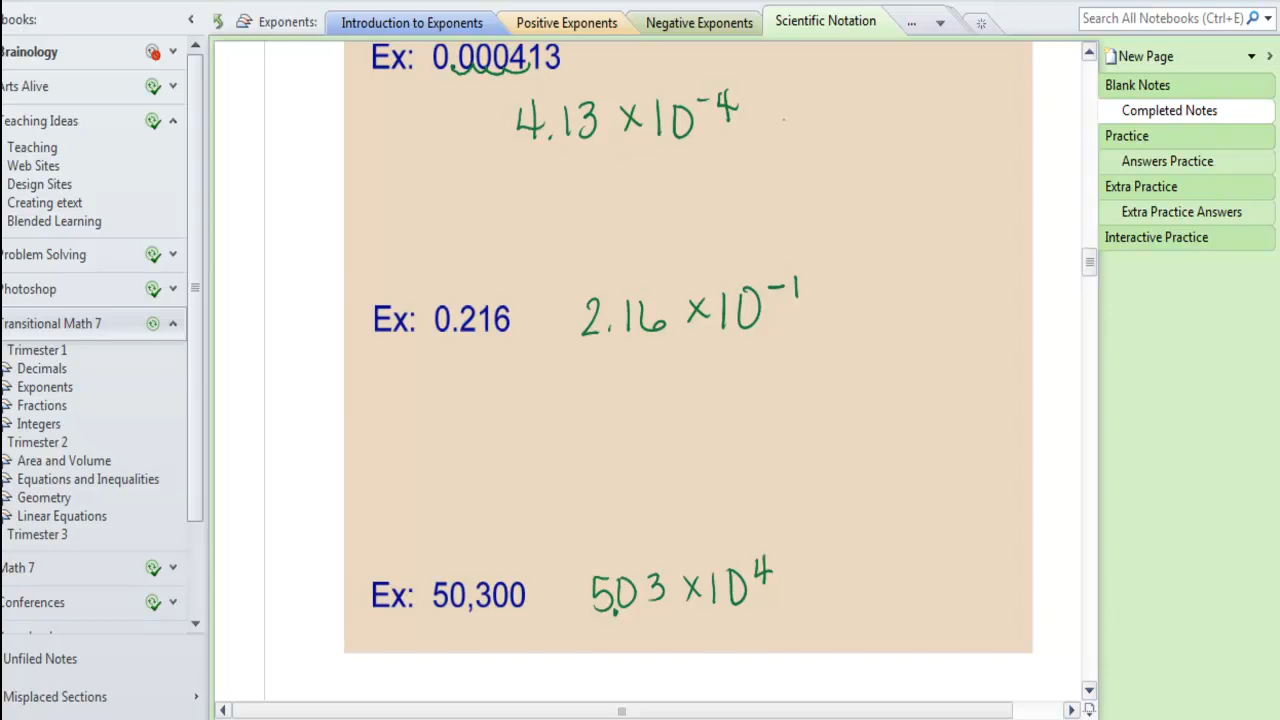 books:
Exponents:
Introduction to Exponents
Positive Exponents
Negative Exponents
Scientific Notation
...
Search All Notebooks (Ctrl+E)
Brainology
Arts Alive
Teaching Ideas
Teaching
Web Sites
Design Sites
Creating etext
Blended Learning
Problem Solving
Photoshop
Transitional Math 7
Trimester 1
Decimals
Exponents
Fractions
Integers
Trimester 2
Area and Volume
Equations and Inequalities
Geometry
Linear Equations
Trimester 3
Math 7
Conferences
Unfiled Notes
Misplaced Sections
Ex: 0.000413
4.13 × 10⁻⁴
Ex: 0.216 2.16 × 10⁻¹
Ex: 50,300 5.03 × 10⁴
New Page
Blank Notes
Completed Notes
Practice
Answers Practice
Extra Practice
Extra Practice Answers
Interactive Practice